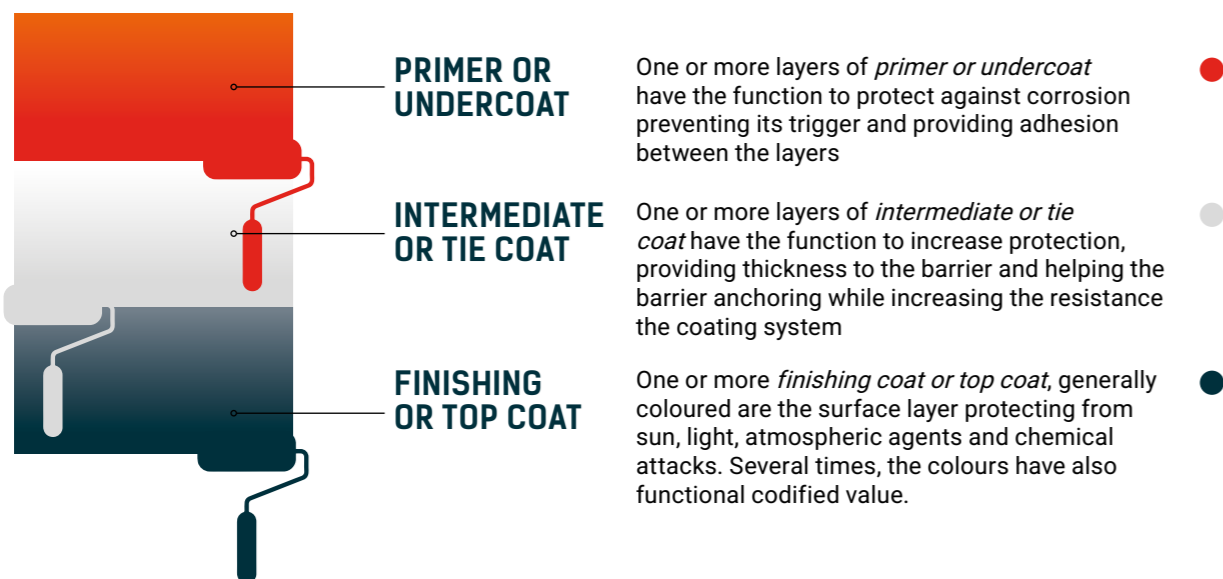 PRIMER OR
UNDERCOAT
One or more layers of primer or undercoat
have the function to protect against corrosion
preventing its trigger and providing adhesion
between the layers
INTERMEDIATE
OR TIE COAT
One or more layers of intermediate or tie
coat have the function to increase protection,
providing thickness to the barrier and helping the
barrier anchoring while increasing the resistance
the coating system
FINISHING
OR TOP COAT
One or more finishing coat or top coat, generally
coloured are the surface layer protecting from
sun, light, atmospheric agents and chemical
attacks. Several times, the colours have also
functional codified value.